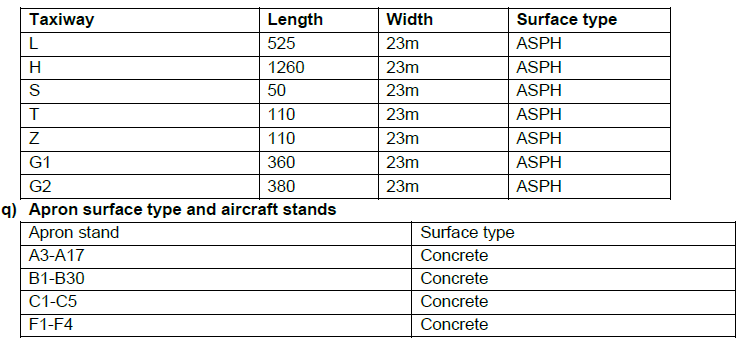 Taxiway Length Width Surface type
L 525 23m ASPH
H 1260 23m ASPH
S 50 23m ASPH
T 110 23m ASPH
Z 110 23m ASPH
G1 360 23m ASPH
G2 380 23m ASPH
q) Apron surface type and aircraft stands
Apron stand Surface type
A3-A17 Concrete
B1-B30 Concrete
C1-C5 Concrete
F1-F4 Concrete